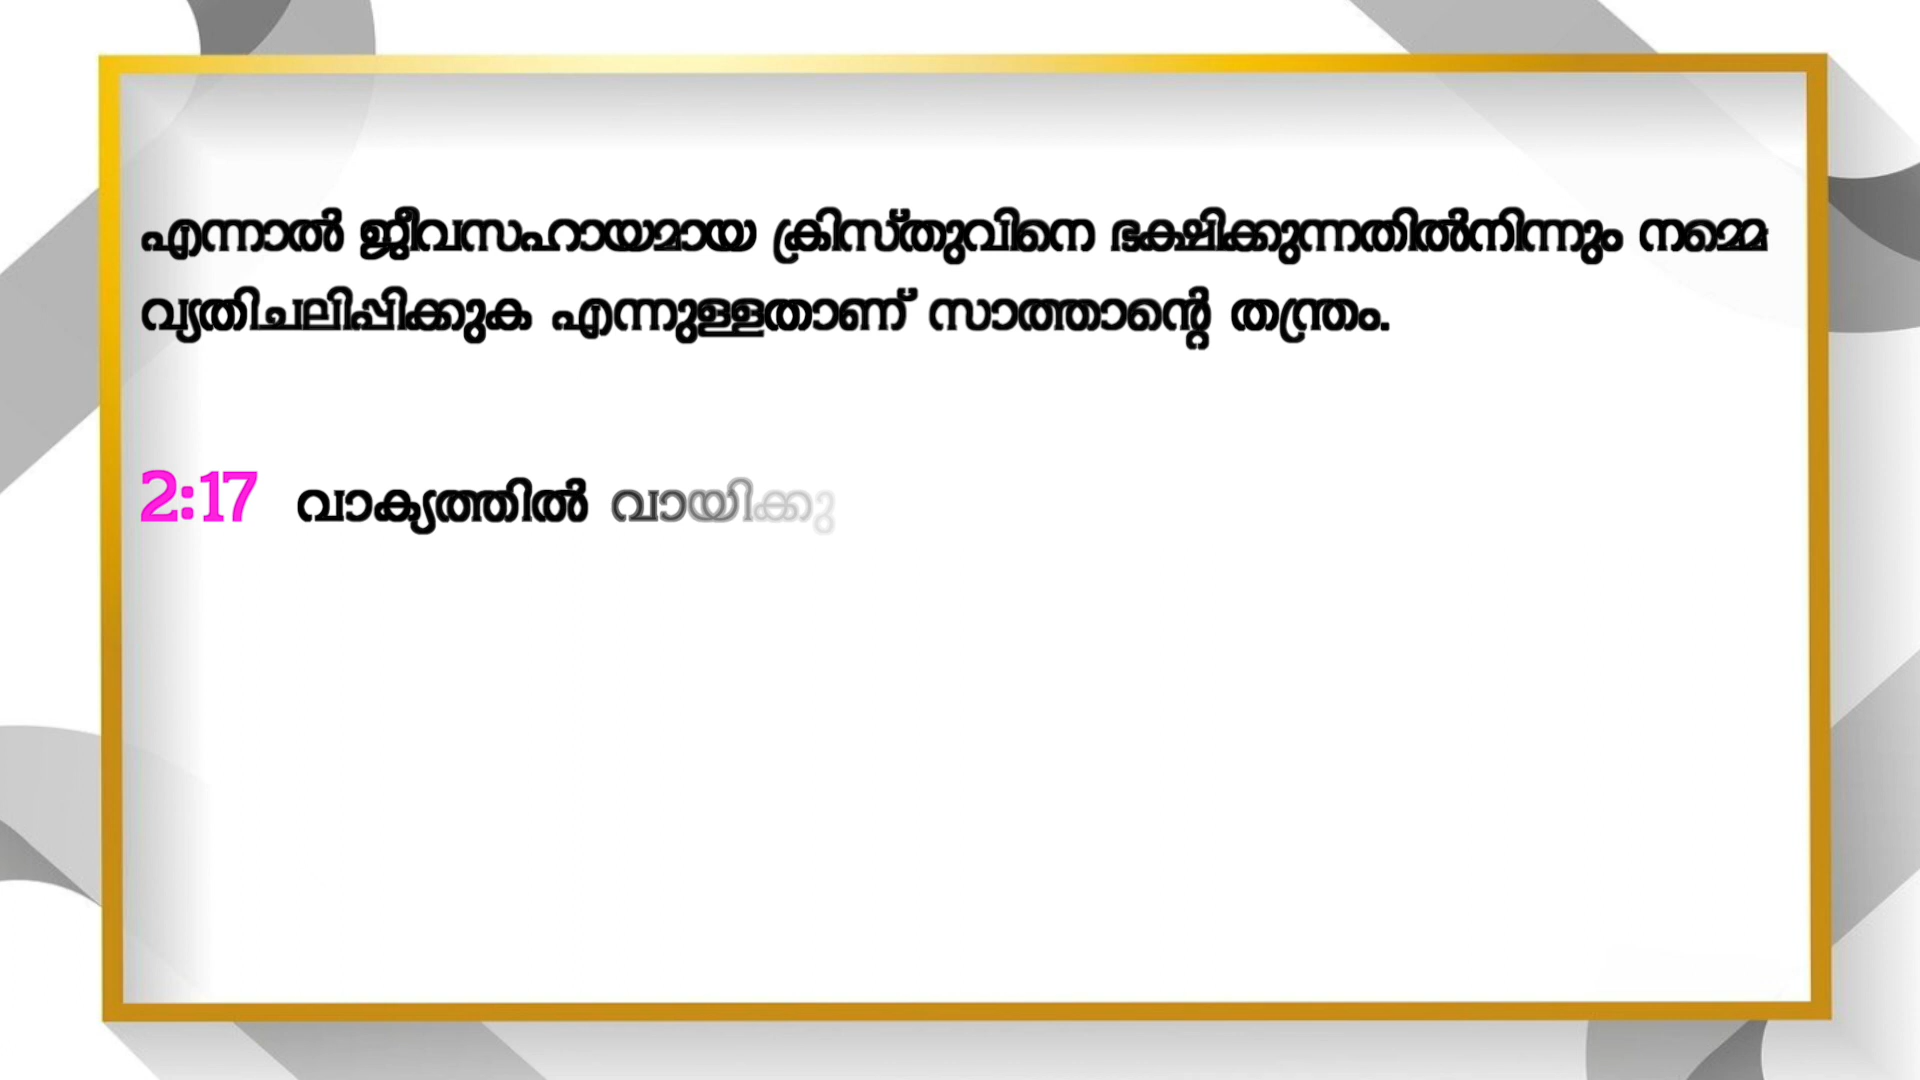 എന്നാൽ ജീവസഹായമായ ക്രിസ്തുവിനെ ഭക്ഷിക്കുന്നതിൽനിന്നും നമ്മെ
വ്യതിചലിപ്പിക്കുക എന്നുള്ളതാണ് സാത്താന്റെ തന്ത്രം.
2:17 വാക്യത്തിൽ വായിക്കു